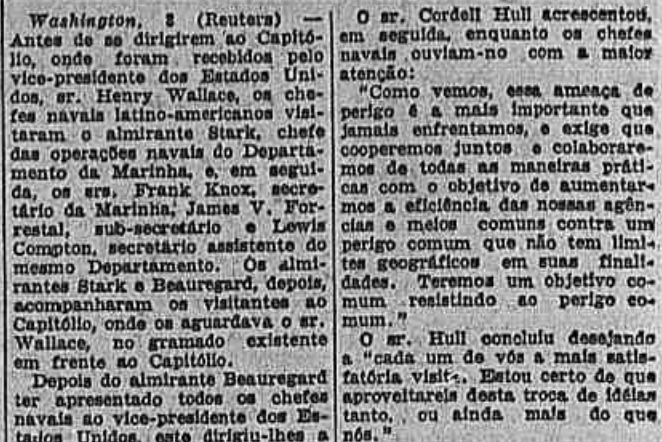 Washington, 8 (Reuters) —
Antes de se dirigirem ao Capitó-
lio, onde foram recebidos pelo
vice-presidente dos Estados Uni-
dos, sr. Henry Wallace, os che-
fes navais latino-americanos visi-
taram o almirante Stark, chefe
das operações navais do Departa-
mento da Marinha, e, em segui-
da, os srs. Frank Knox, secre-
tário da Marinha, James V. For-
restal, sub-secretário e Lewis
Compton, secretário assistente do
mesmo Departamento. Os almi-
rantes Stark e Beauregard, depois,
acompanharam os visitantes ao
Capitólio, onde os aguardava o sr.
Wallace, no gramado existente
em frente ao Capitólio.
Depois do almirante Beauregard
ter apresentado todos os chefes
navais ao vice-presidente dos Es-
tados Unidos, este dirigiu-lhes a
O sr. Cordell Hull acrescentou,
em seguida, enquanto os chefes
navais ouviam-no com a maior
atenção:
"Como vemos, essa ameaça de
perigo é a mais importante que
jamais enfrentamos, e exige que
cooperemos juntos e colaborare-
mos de todas as maneiras práti-
cas com o objetivo de aumentar-
mos a eficiência das nossas agên-
cias e meios comuns contra um
perigo comum que não tem limi-
tes geográficos em suas finali-
dades. Teremos um objetivo co-
mum resistindo ao perigo co-
mum."
O sr. Hull concluiu desejando
a "cada um de vós a mais satis-
fatória visita. Estou certo de que
aproveitareis desta troca de idéias
tanto, ou ainda mais do que
nós."